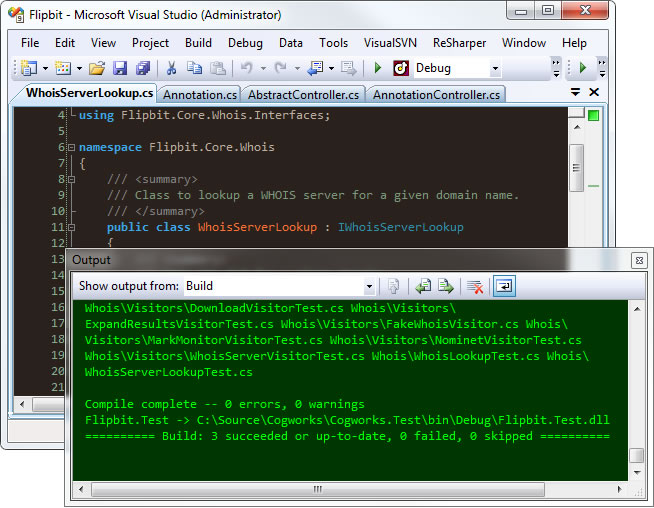 Flipbit - Microsoft Visual Studio (Administrator)
File Edit View Project Build Debug Data Tools VisualSVN ReSharper Window Help
Debug
WhoisServerLookup.cs Annotation.cs AbstractController.cs AnnotationController.cs
4 using Flipbit.Core.Whois.Interfaces;
5
6 namespace Flipbit.Core.Whois
7 {
8 /// <summary>
9 /// Class to lookup a WHOIS server for a given domain name.
10 /// </summary>
11 public class WhoisServerLookup : IWhoisServerLookup
12 {
13
14
15
16
17
18
19
20
21
Output
Show output from: Build
Whois\Visitors\DownloadVisitorTest.cs Whois\Visitors\
ExpandResultsVisitorTest.cs Whois\Visitors\FakeWhoisVisitor.cs Whois\
Visitors\MarkMonitorVisitorTest.cs Whois\Visitors\NominetVisitorTest.cs
Whois\Visitors\WhoisServerVisitorTest.cs Whois\WhoisLookupTest.cs Whois\
WhoisServerLookupTest.cs
Compile complete -- 0 errors, 0 warnings
Flipbit.Test -> C:\Source\Cogworks\Cogworks.Test\bin\Debug\Flipbit.Test.dll
========== Build: 3 succeeded or up-to-date, 0 failed, 0 skipped ==========